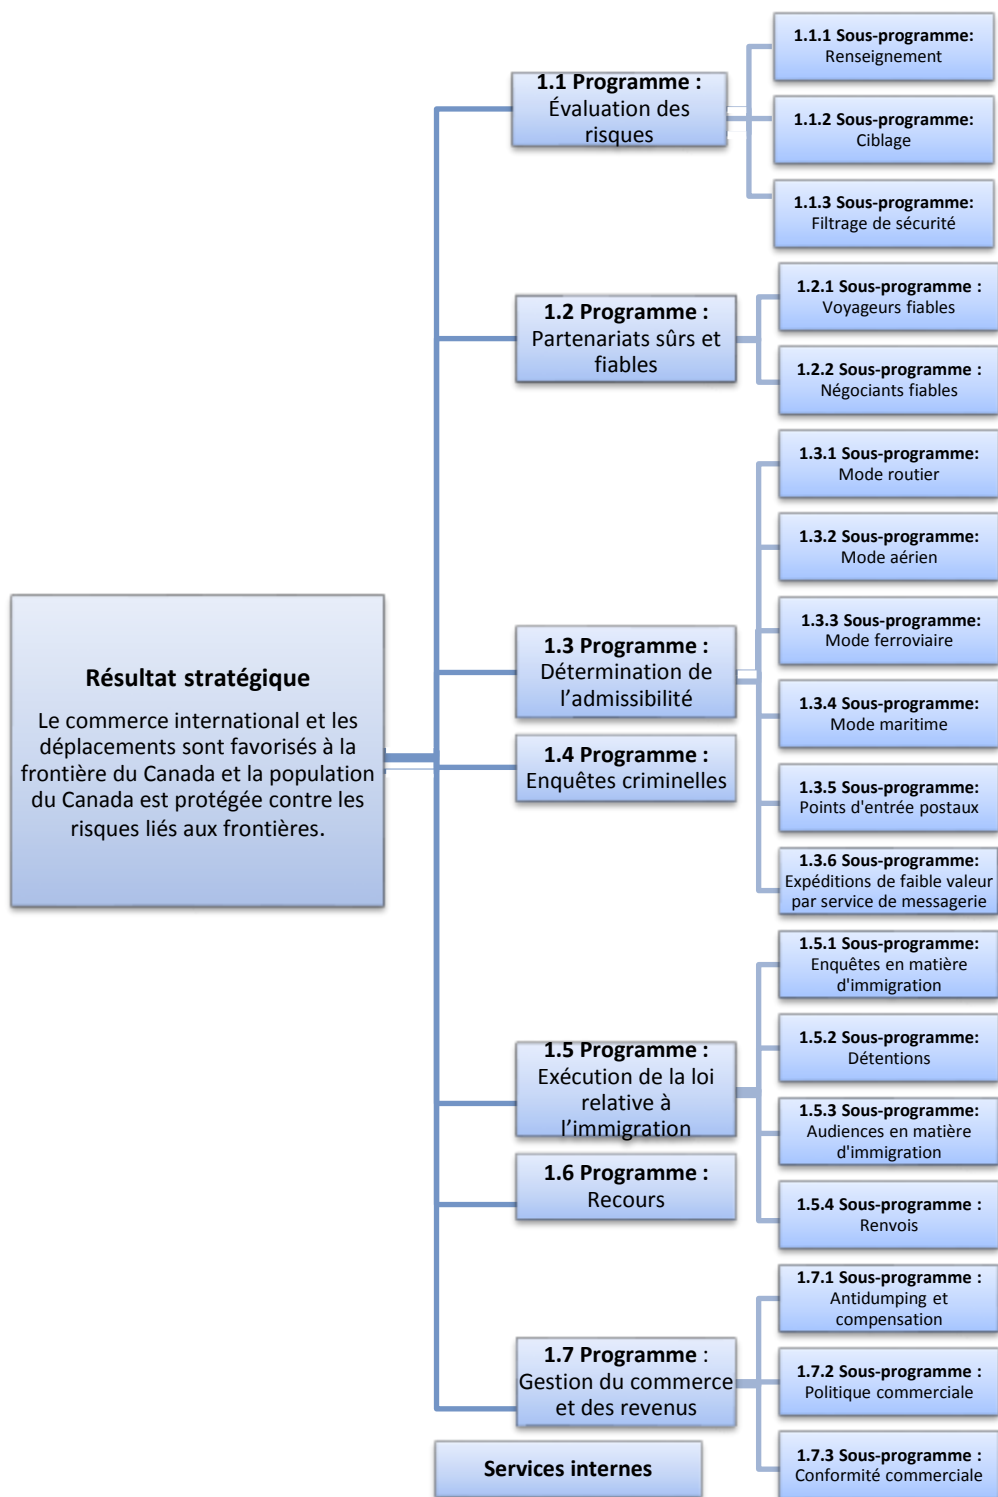 Résultat stratégique
Le commerce international et les
déplacements sont favorisés à la
frontière du Canada et la population
du Canada est protégée contre les
risques liés aux frontières.
1.1 Programme :
Évaluation des
risques
1.1.1 Sous-programme:
Renseignement
1.1.2 Sous-programme:
Ciblage
1.1.3 Sous-programme:
Filtrage de sécurité
1.2 Programme :
Partenariats sûrs et
fiables
1.2.1 Sous-programme :
Voyageurs fiables
1.2.2 Sous-programme :
Négociants fiables
1.3 Programme :
Détermination de
l’admissibilité
1.3.1 Sous-programme:
Mode routier
1.3.2 Sous-programme:
Mode aérien
1.3.3 Sous-programme:
Mode ferroviaire
1.3.4 Sous-programme:
Mode maritime
1.3.5 Sous-programme:
Points d'entrée postaux
1.3.6 Sous-programme:
Expéditions de faible valeur
par service de messagerie
1.4 Programme :
Enquêtes criminelles
1.5 Programme :
Exécution de la loi
relative à
l’immigration
1.5.1 Sous-programme:
Enquêtes en matière
d'immigration
1.5.2 Sous-programme:
Détentions
1.5.3 Sous-programme:
Audiences en matière
d'immigration
1.5.4 Sous-programme :
Renvois
1.6 Programme :
Recours
1.7 Programme :
Gestion du commerce
et des revenus
1.7.1 Sous-programme :
Antidumping et
compensation
1.7.2 Sous-programme :
Politique commerciale
1.7.3 Sous-programme :
Conformité commerciale
Services internes